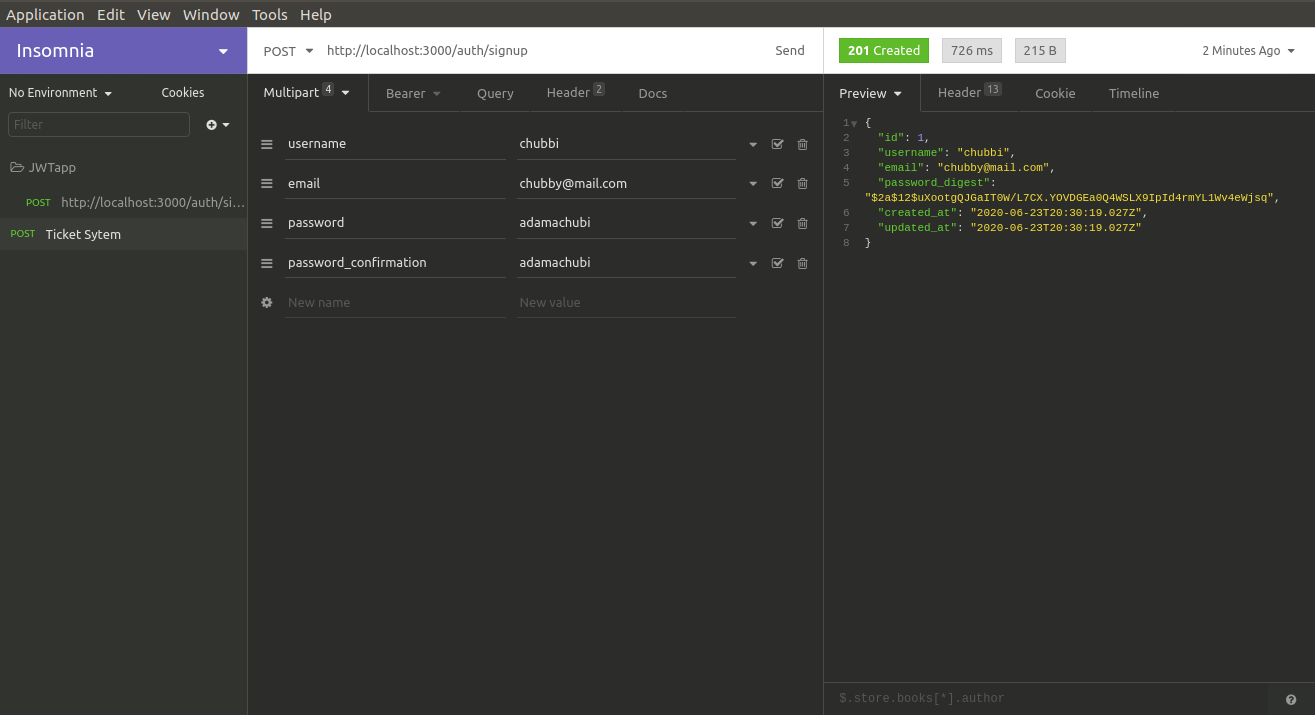 Application Edit View Window Tools Help
Insomnia
POST http://localhost:3000/auth/signup Send
201 Created 726 ms 215 B 2 Minutes Ago
No Environment Cookies
Filter
JWTapp
POST http://localhost:3000/auth/si...
POST Ticket Sytem
Multipart 4 Bearer Query Header 2 Docs
username chubbi
email chubby@mail.com
password adamachubi
password_confirmation adamachubi
New name New value
Preview Header 13 Cookie Timeline
1 {
2 "id": 1,
3 "username": "chubbi",
4 "email": "chubby@mail.com",
5 "password_digest":
"$2a$12$uXootgQJGaIT0W/L7CX.YOVDGEa0Q4WSLX9IpId4rmYL1Wv4eWjsq",
6 "created_at": "2020-06-23T20:30:19.027Z",
7 "updated_at": "2020-06-23T20:30:19.027Z"
8 }
$.store.books[*].author